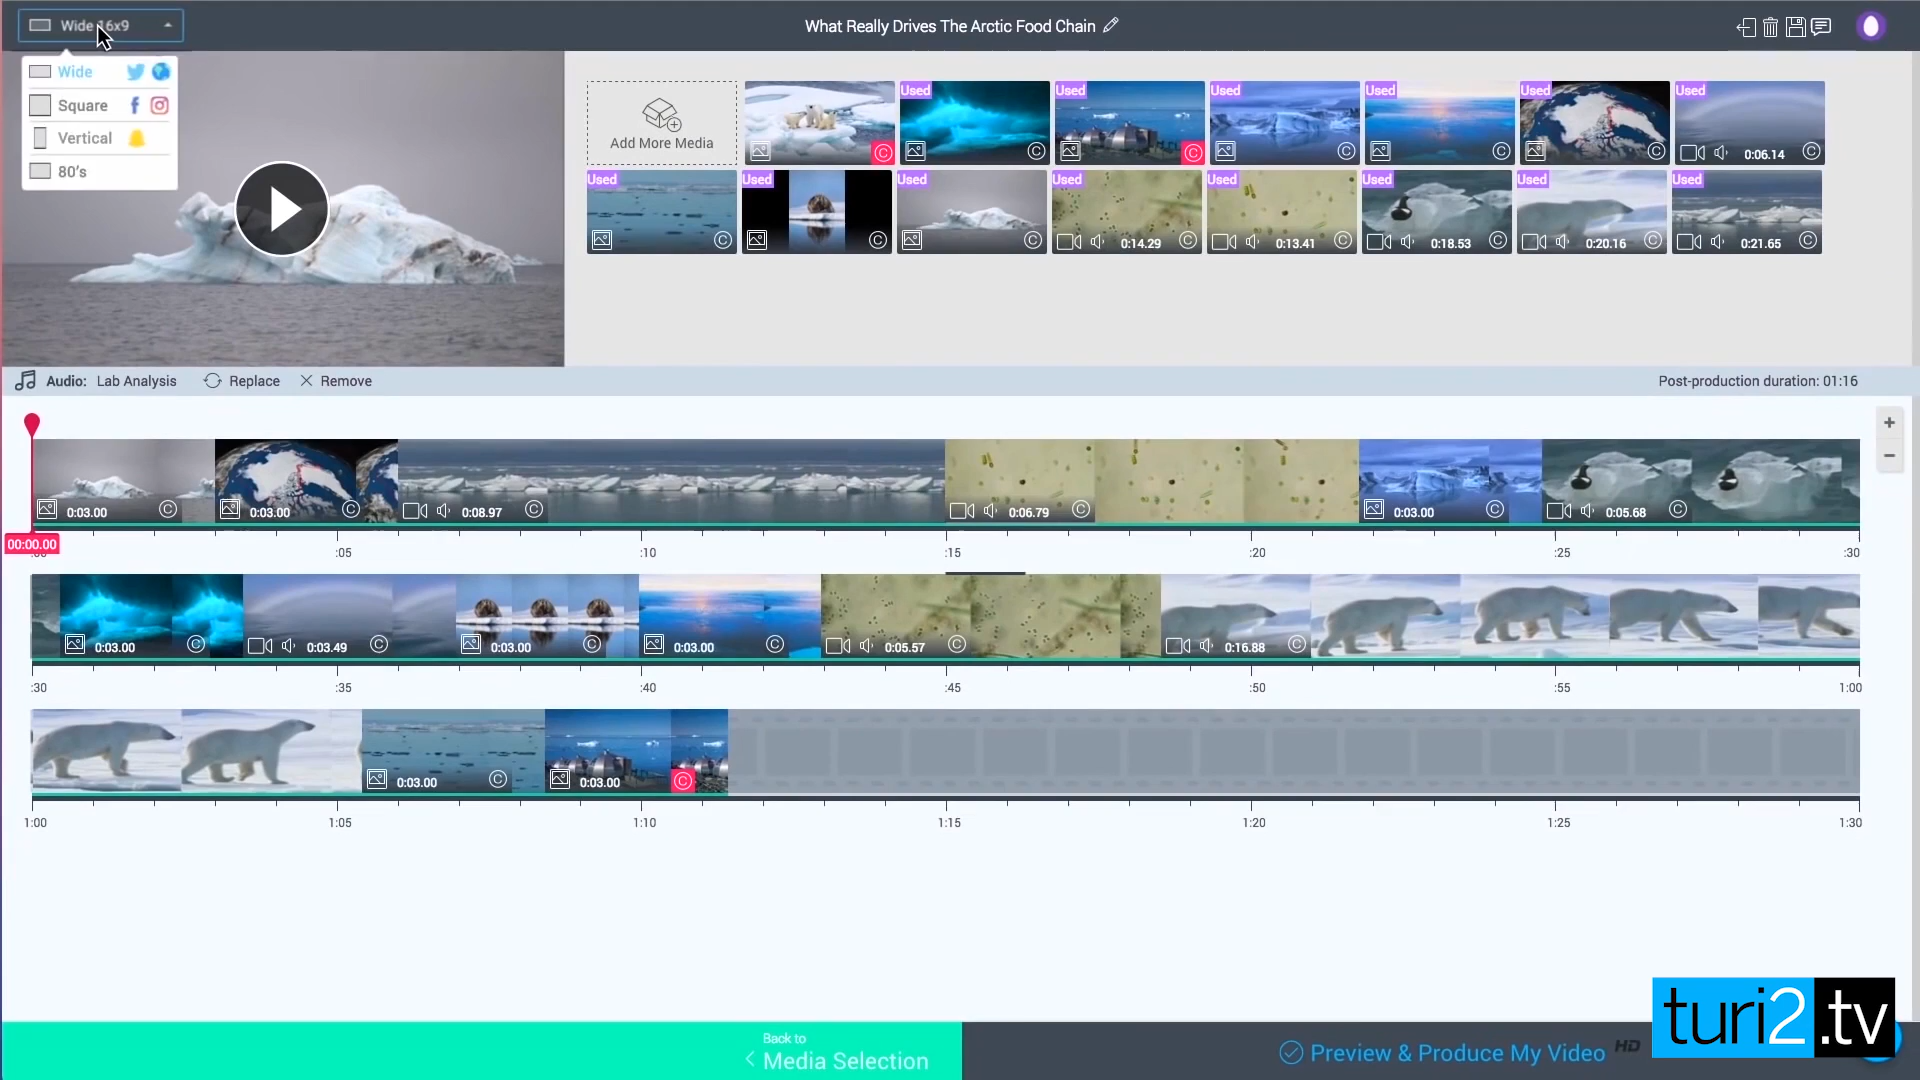 Wide 16x9
What Really Drives The Arctic Food Chain
Wide
Square
Vertical
80's
Add More Media
Used
Used
Used
Used
Used
Used
0:06.14
Used
Used
Used
Used
0:14.29
Used
0:13.41
Used
0:18.53
Used
0:20.16
Used
0:21.65
Audio: Lab Analysis
Replace
Remove
Post-production duration: 01:16
0:03.00
0:03.00
0:08.97
0:06.79
0:03.00
0:05.68
00:00.00
:05
:10
:15
:20
:25
:30
0:03.00
0:03.49
0:03.00
0:03.00
0:05.57
0:16.88
:30
:35
:40
:45
:50
:55
1:00
0:03.00
0:03.00
1:00
1:05
1:10
1:15
1:20
1:25
1:30
Back to
< Media Selection
Preview & Produce My Video HD
turi2.tv